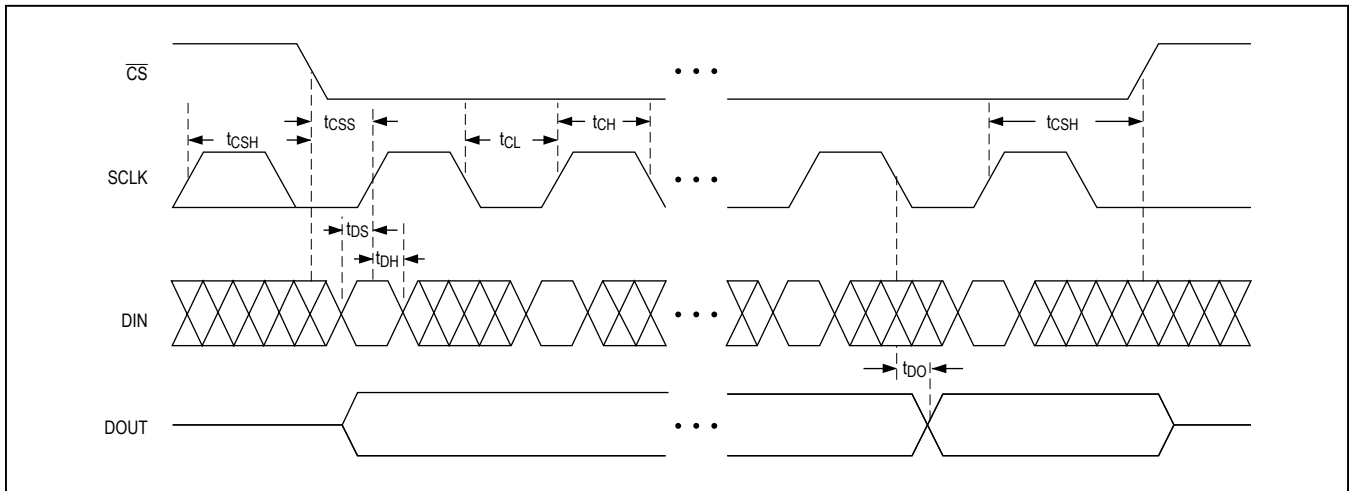 CS
tCSS
tCSH
tCL
tCH
tCSH
SCLK
tDS
tDH
DIN
tDO
DOUT